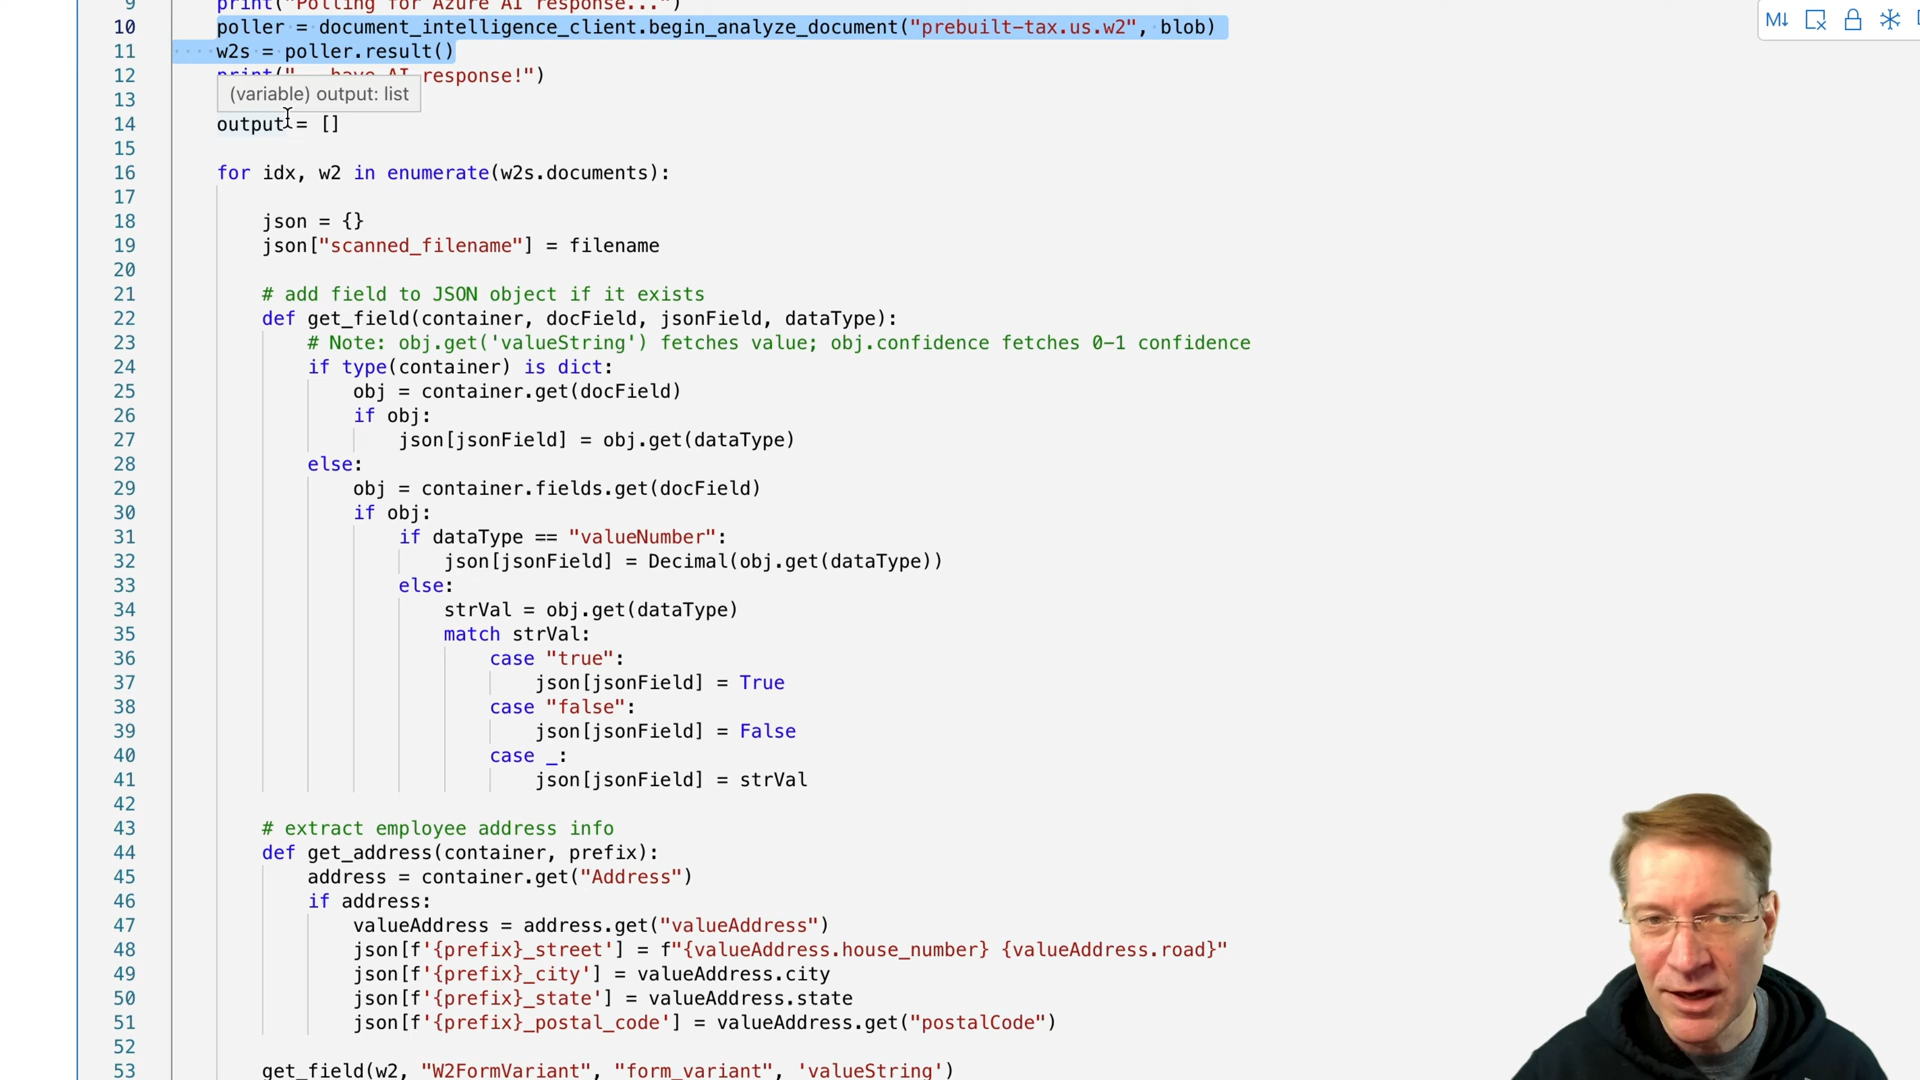 9 print("Polling for Azure AI response...")
10 poller = document_intelligence_client.begin_analyze_document("prebuilt-tax.us.w2", blob)
11 w2s = poller.result()
12 print("...have AI response!")
(variable) output: list
13
14 output = []
15
16 for idx, w2 in enumerate(w2s.documents):
17
18 json = {}
19 json["scanned_filename"] = filename
20
21 # add field to JSON object if it exists
22 def get_field(container, docField, jsonField, dataType):
23 # Note: obj.get('valueString') fetches value; obj.confidence fetches 0-1 confidence
24 if type(container) is dict:
25 obj = container.get(docField)
26 if obj:
27 json[jsonField] = obj.get(dataType)
28 else:
29 obj = container.fields.get(docField)
30 if obj:
31 if dataType == "valueNumber":
32 json[jsonField] = Decimal(obj.get(dataType))
33 else:
34 strVal = obj.get(dataType)
35 match strVal:
36 case "true":
37 json[jsonField] = True
38 case "false":
39 json[jsonField] = False
40 case _:
41 json[jsonField] = strVal
42
43 # extract employee address info
44 def get_address(container, prefix):
45 address = container.get("Address")
46 if address:
47 valueAddress = address.get("valueAddress")
48 json[f'{prefix}_street'] = f"{valueAddress.house_number} {valueAddress.road}"
49 json[f'{prefix}_city'] = valueAddress.city
50 json[f'{prefix}_state'] = valueAddress.state
51 json[f'{prefix}_postal_code'] = valueAddress.get("postalCode")
52
53 get_field(w2, "W2FormVariant", "form_variant", 'valueString')
M↓